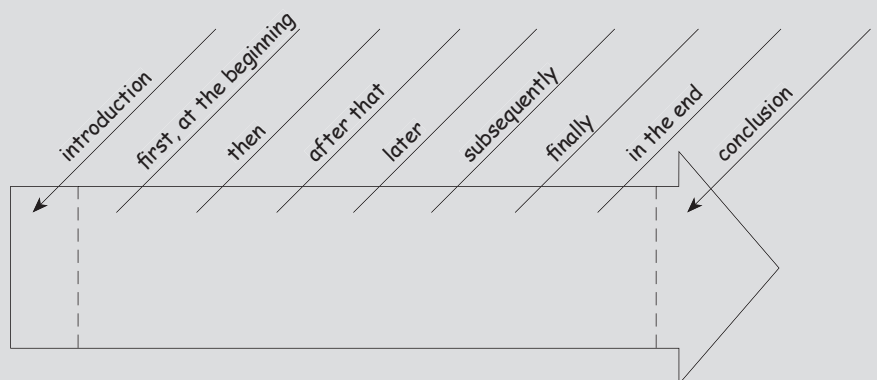 introduction
first, at the beginning
then
after that
later
subsequently
finally
in the end
conclusion